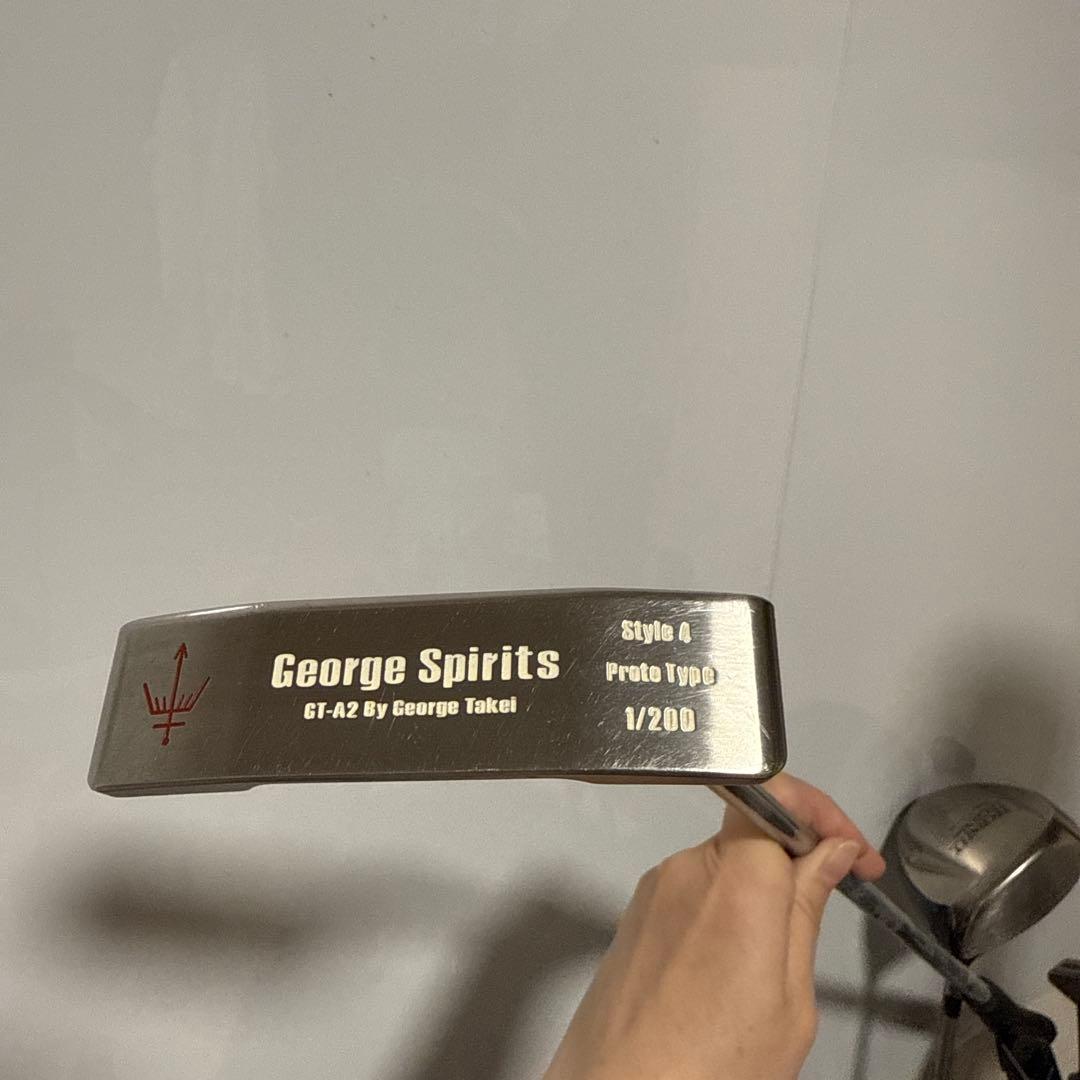 George Spirits
GT-A2 By George Takei
Style 4
Proto Type
1/200